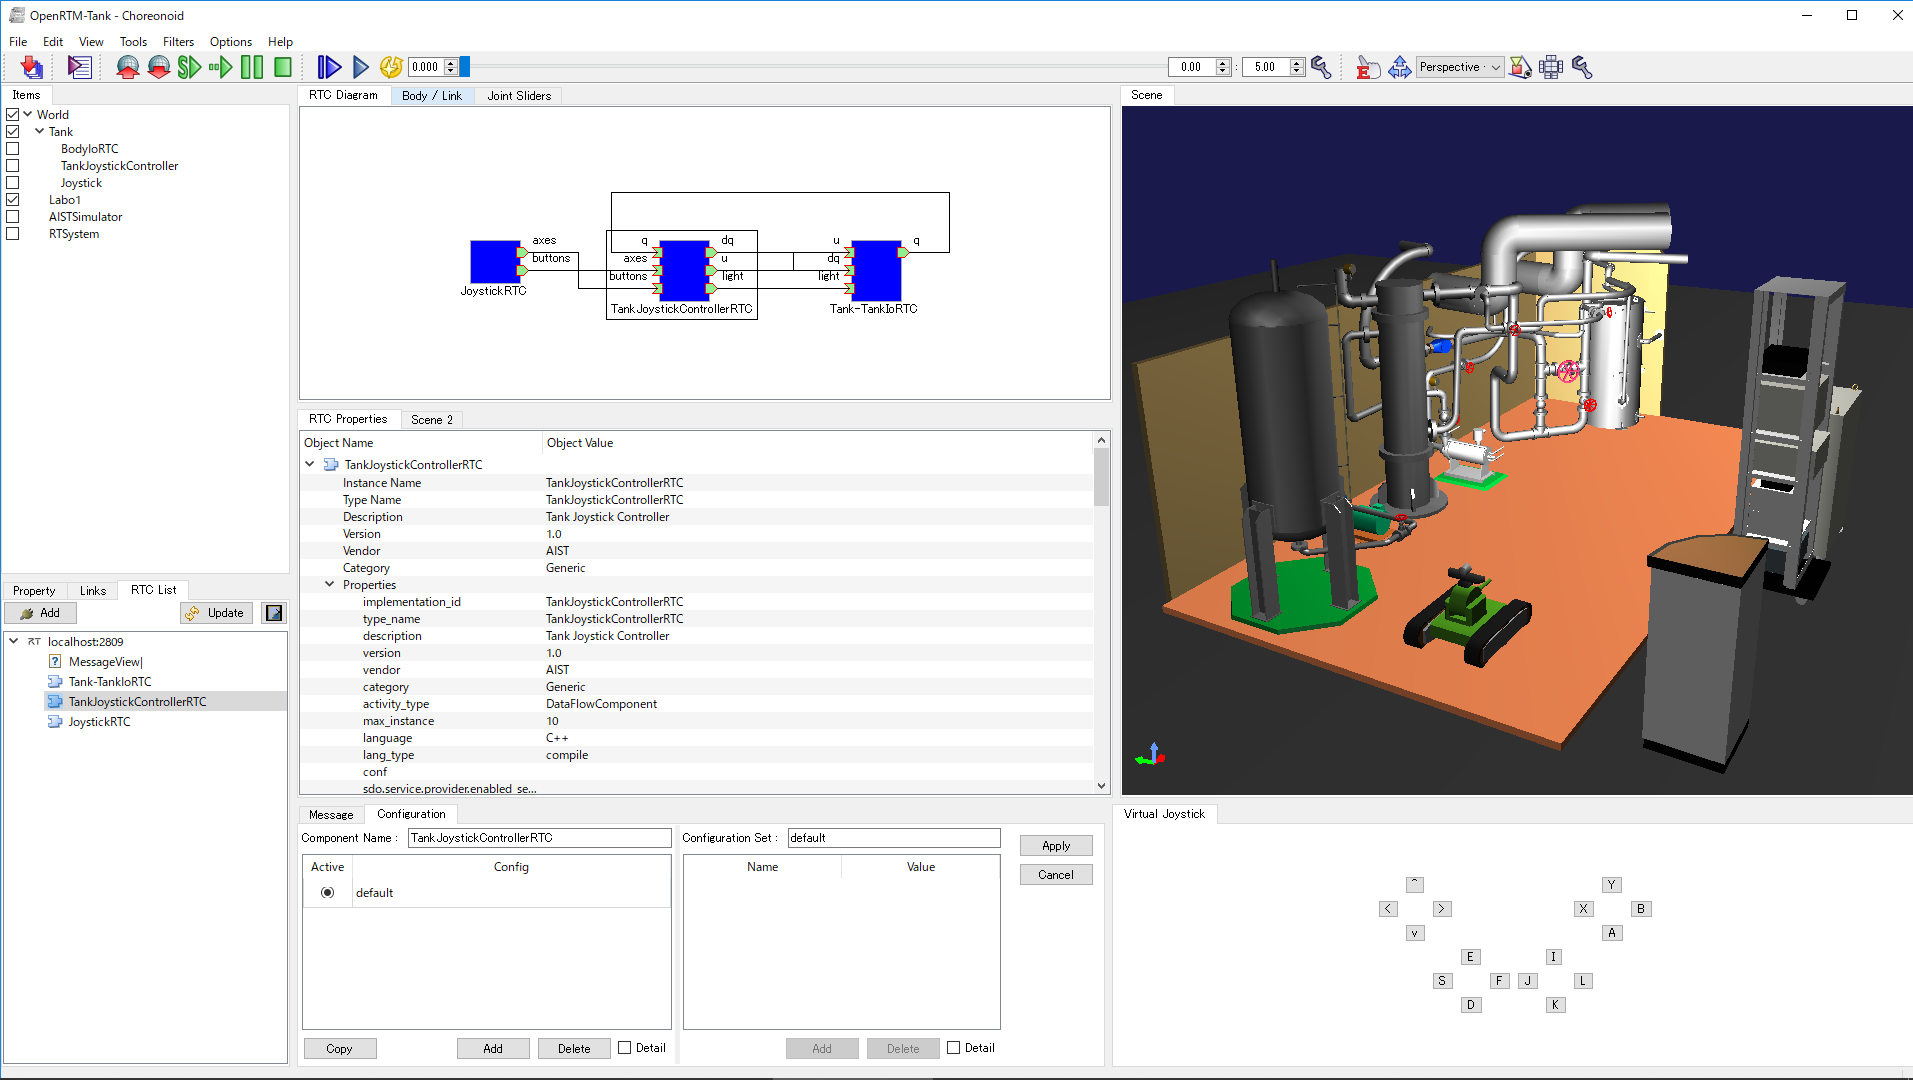 OpenRTM-Tank - Choreonoid
File Edit View Tools Filters Options Help
0.000
0.00 : 5.00
Perspective
Items
World
Tank
BodyIoRTC
TankJoystickController
Joystick
Labo1
AISTSimulator
RTSystem
RTC Diagram Body / Link Joint Sliders
axes
buttons
JoystickRTC
q
axes
buttons
dq
u
light
TankJoystickControllerRTC
u
dq
light
q
Tank-TankIoRTC
Scene
RTC Properties Scene 2
Object Name Object Value
TankJoystickControllerRTC
Instance Name TankJoystickControllerRTC
Type Name TankJoystickControllerRTC
Description Tank Joystick Controller
Version 1.0
Vendor AIST
Category Generic
Properties
implementation_id TankJoystickControllerRTC
type_name TankJoystickControllerRTC
description Tank Joystick Controller
version 1.0
vendor AIST
category Generic
activity_type DataFlowComponent
max_instance 10
language C++
lang_type compile
conf
sdo.service.provider.enabled_se...
Property Links RTC List
Add Update
RT localhost:2809
? MessageView|
Tank-TankIoRTC
TankJoystickControllerRTC
JoystickRTC
Message Configuration
Component Name : TankJoystickControllerRTC
Active Config
default
Copy Add Delete Detail
Configuration Set : default
Name Value
Add Delete Detail
Apply
Cancel
Virtual Joystick
^ Y
< > X B
v A
E I
S F J L
D K